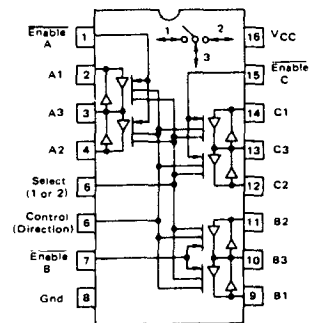 Enable
A
1
A1
2
A3
3
A2
4
Select
(1 or 2)
5
Control
(Direction)
6
Enable
B
7
Gnd
8
1
2
3
16
VCC
15
Enable
C
14
C1
13
C3
12
C2
11
B2
10
B3
9
B1